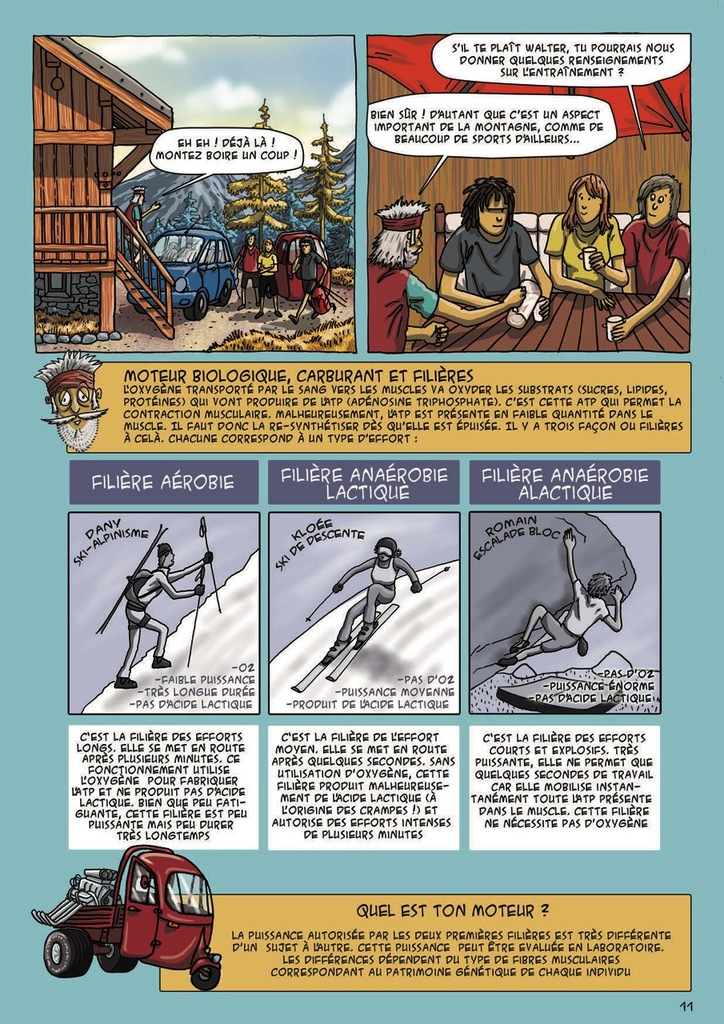 EH EH ! DÉJÀ LÀ !
MONTEZ BOIRE UN COUP !
S'IL TE PLAÎT WALTER, TU POURRAIS NOUS
DONNER QUELQUES RENSEIGNEMENTS
SUR L'ENTRAÎNEMENT ?
BIEN SÛR ! D'AUTANT QUE C'EST UN ASPECT
IMPORTANT DE LA MONTAGNE, COMME DE
BEAUCOUP DE SPORTS D'AILLEURS...
MOTEUR BIOLOGIQUE, CARBURANT ET FILIÈRES
L'OXYGÈNE TRANSPORTÉ PAR LE SANG VERS LES MUSCLES VA OXYDER LES SUBSTRATS (SUCRES, LIPIDES,
PROTÉINES) QUI VONT PRODUIRE DE L'ATP (ADÉNOSINE TRIPHOSPHATE). C'EST CETTE ATP QUI PERMET LA
CONTRACTION MUSCULAIRE. MALHEUREUSEMENT, L'ATP EST PRÉSENTE EN FAIBLE QUANTITÉ DANS LE
MUSCLE. IL FAUT DONC LA RE-SYNTHÉTISER DÈS QU'ELLE EST ÉPUISÉE. IL Y A TROIS FAÇON OU FILIÈRES
À CELÀ. CHACUNE CORRESPOND À UN TYPE D'EFFORT :
FILIÈRE AÉROBIE
DANY
SKI-ALPINISME
-O2
-FAIBLE PUISSANCE
-TRÈS LONGUE DURÉE
-PAS D'ACIDE LACTIQUE
C'EST LA FILIÈRE DES EFFORTS
LONGS. ELLE SE MET EN ROUTE
APRÈS PLUSIEURS MINUTES. CE
FONCTIONNEMENT UTILISE
L'OXYGÈNE POUR FABRIQUER
L'ATP ET NE PRODUIT PAS D'ACIDE
LACTIQUE. BIEN QUE PEU FATI-
GUANTE, CETTE FILIÈRE EST PEU
PUISSANTE MAIS PEU DURER
TRÈS LONGTEMPS
FILIÈRE ANAÉROBIE
LACTIQUE
KLOÉE
SKI DE DESCENTE
-PAS D'O2
-PUISSANCE MOYENNE
-PRODUIT DE L'ACIDE LACTIQUE
C'EST LA FILIÈRE DE L'EFFORT
MOYEN. ELLE SE MET EN ROUTE
APRÈS QUELQUES SECONDES. SANS
UTILISATION D'OXYGÈNE, CETTE
FILIÈRE PRODUIT MALHEUREUSE-
MENT DE L'ACIDE LACTIQUE (À
L'ORIGINE DES CRAMPES !) ET
AUTORISE DES EFFORTS INTENSES
DE PLUSIEURS MINUTES
FILIÈRE ANAÉROBIE
ALACTIQUE
ROMAIN
ESCALADE BLOC
-PAS D'O2
-PUISSANCE ÉNORME
-PAS D'ACIDE LACTIQUE
C'EST LA FILIÈRE DES EFFORTS
COURTS ET EXPLOSIFS. TRÈS
PUISSANTE, ELLE NE PERMET QUE
QUELQUES SECONDES DE TRAVAIL
CAR ELLE MOBILISE INSTAN-
TANÉMENT TOUTE L'ATP PRÉSENTE
DANS LE MUSCLE. CETTE FILIÈRE
NE NÉCESSITE PAS D'OXYGÈNE
QUEL EST TON MOTEUR ?
LA PUISSANCE AUTORISÉE PAR LES DEUX PREMIÈRES FILIÈRES EST TRÈS DIFFÉRENTE
D'UN SUJET À L'AUTRE. CETTE PUISSANCE PEUT ÊTRE EVALUÉE EN LABORATOIRE.
LES DIFFÉRENCES DÉPENDENT DU TYPE DE FIBRES MUSCULAIRES
CORRESPONDANT AU PATRIMOINE GÉNÉTIQUE DE CHAQUE INDIVIDU
11